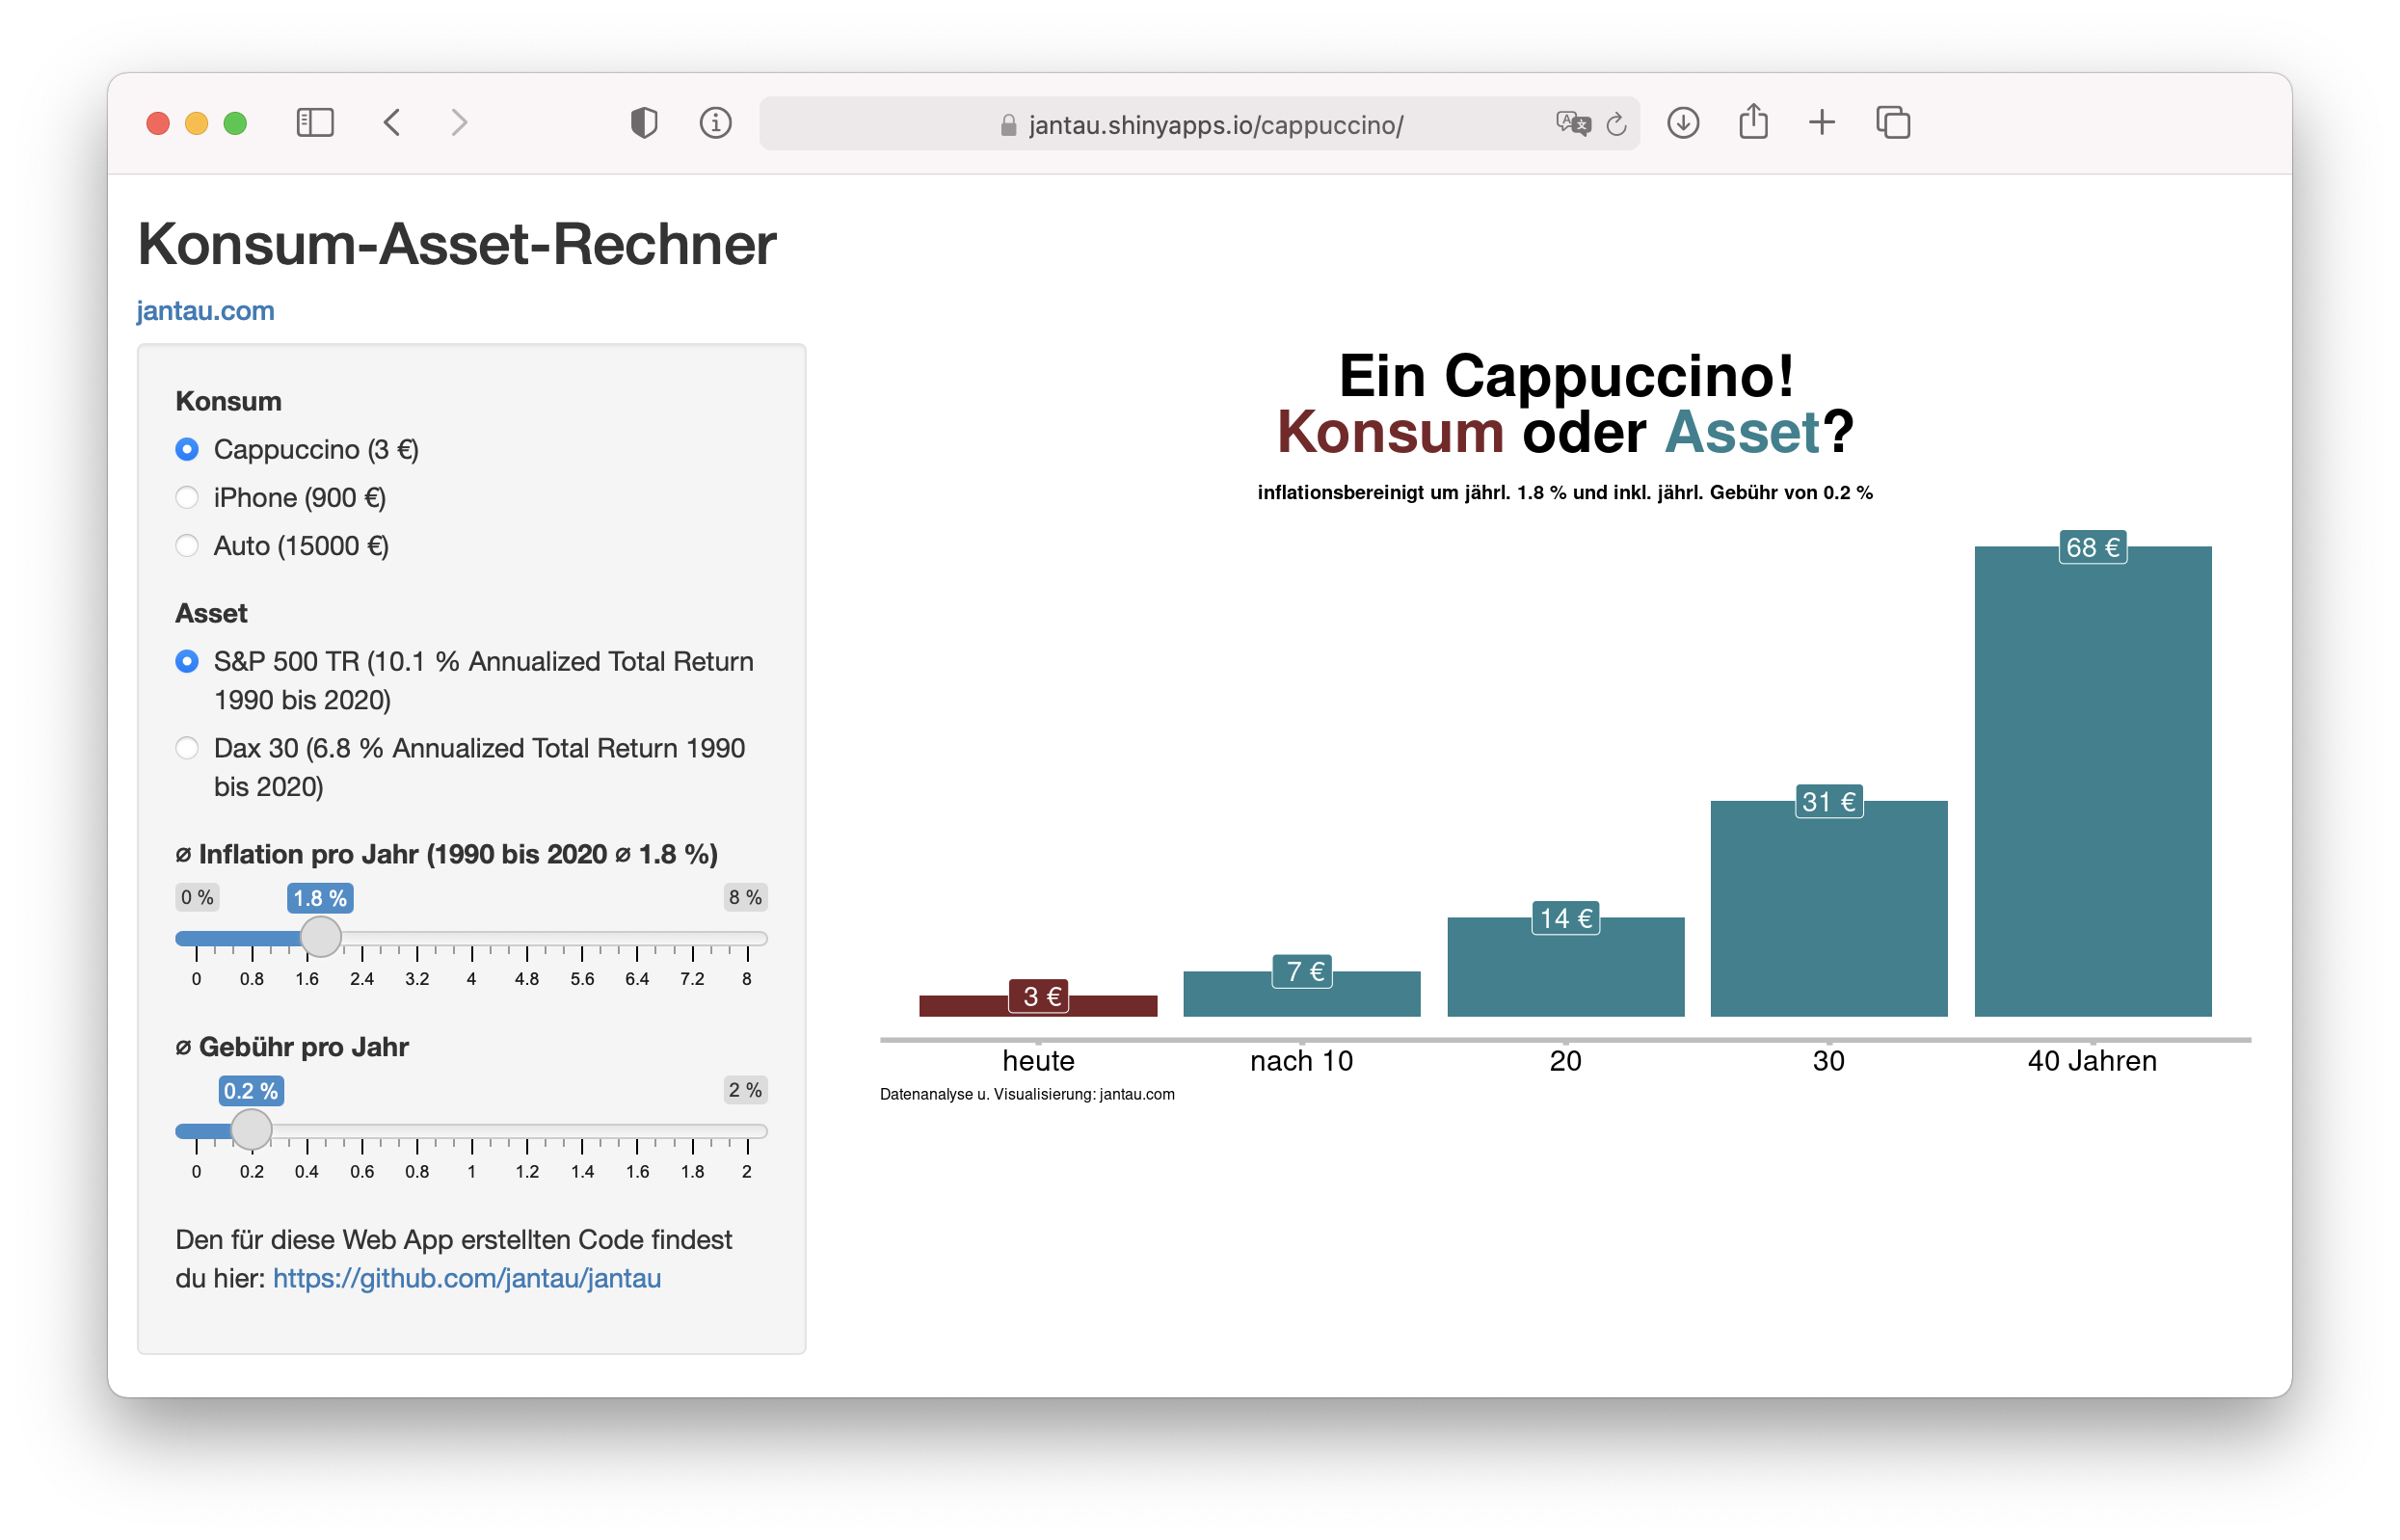 jantau.shinyapps.io/cappuccino/
Konsum-Asset-Rechner
jantau.com
Konsum
Cappuccino (3 €)
iPhone (900 €)
Auto (15000 €)
Asset
S&P 500 TR (10.1 % Annualized Total Return
1990 bis 2020)
Dax 30 (6.8 % Annualized Total Return 1990
bis 2020)
⌀ Inflation pro Jahr (1990 bis 2020 ⌀ 1.8 %)
0 % 1.8 % 8 %
0 0.8 1.6 2.4 3.2 4 4.8 5.6 6.4 7.2 8
⌀ Gebühr pro Jahr
0.2 % 2 %
0 0.2 0.4 0.6 0.8 1 1.2 1.4 1.6 1.8 2
Den für diese Web App erstellten Code findest
du hier: https://github.com/jantau/jantau
Ein Cappuccino!
Konsum oder Asset?
inflationsbereinigt um jährl. 1.8 % und inkl. jährl. Gebühr von 0.2 %
3 € 7 € 14 € 31 € 68 €
heute nach 10 20 30 40 Jahren
Datenanalyse u. Visualisierung: jantau.com